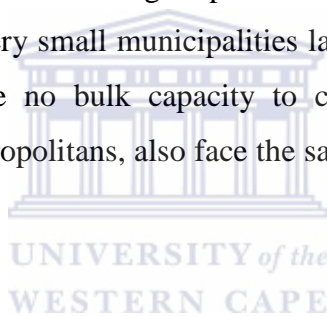 ery small municipalities la
e no bulk capacity to c
opolitans, also face the sa
UNIVERSITY of the
WESTERN CAPE